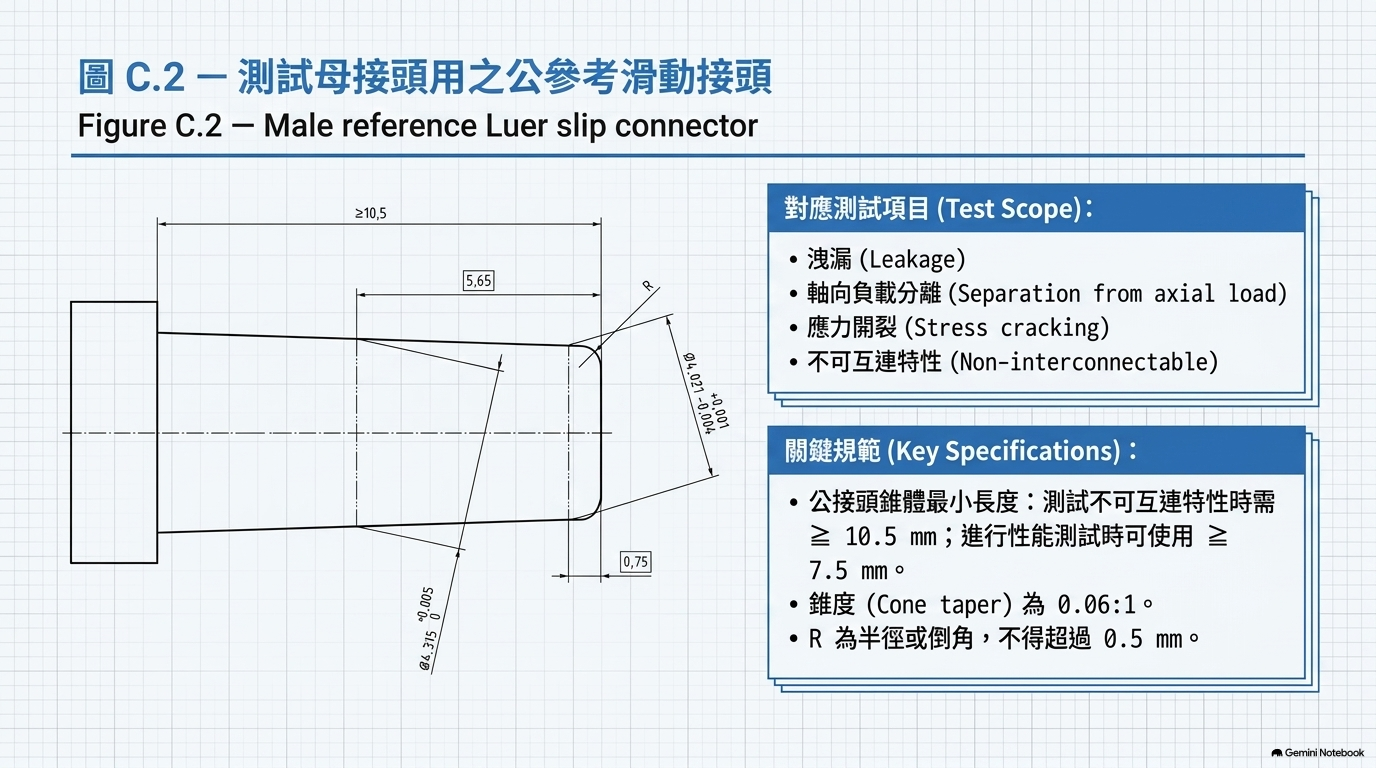 圖 C.2 — 測試母接頭用之公參考滑動接頭
Figure C.2 — Male reference Luer slip connector
≥10,5
5,65
R
Ø4.021 +0.001 -0.004
0,75
Ø4.315 +0.005 0
對應測試項目 (Test Scope):
• 洩漏 (Leakage)
• 軸向負載分離 (Separation from axial load)
• 應力開裂 (Stress cracking)
• 不可互連特性 (Non-interconnectable)
關鍵規範 (Key Specifications):
• 公接頭錐體最小長度:測試不可互連特性時需
≧ 10.5 mm;進行性能測試時可使用 ≧
7.5 mm。
• 錐度 (Cone taper) 為 0.06:1。
• R 為半徑或倒角,不得超過 0.5 mm。
Gemini Notebook